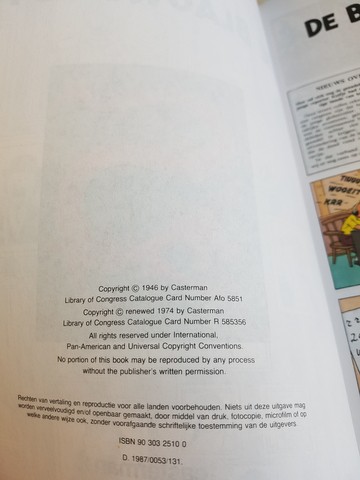 Copyright © 1946 by Casterman
Library of Congress Catalogue Card Number Afo 5851
Copyright © renewed 1974 by Casterman
Library of Congress Catalogue Card Number R 585356
All rights reserved under International,
Pan-American and Universal Copyright Conventions.
No portion of this book may be reproduced by any process
without the publisher's written permission.
Rechten van vertaling en reproductie voor alle landen voorbehouden. Niets uit deze uitgave mag
worden verveelvoudigd en/of openbaar gemaakt, door middel van druk, fotocopie, microfilm of op
welke andere wijze ook, zonder voorafgaande schriftelijke toestemming van de uitgevers
ISBN 90 303 2510 0
D. 1987/0053/131.
DE B